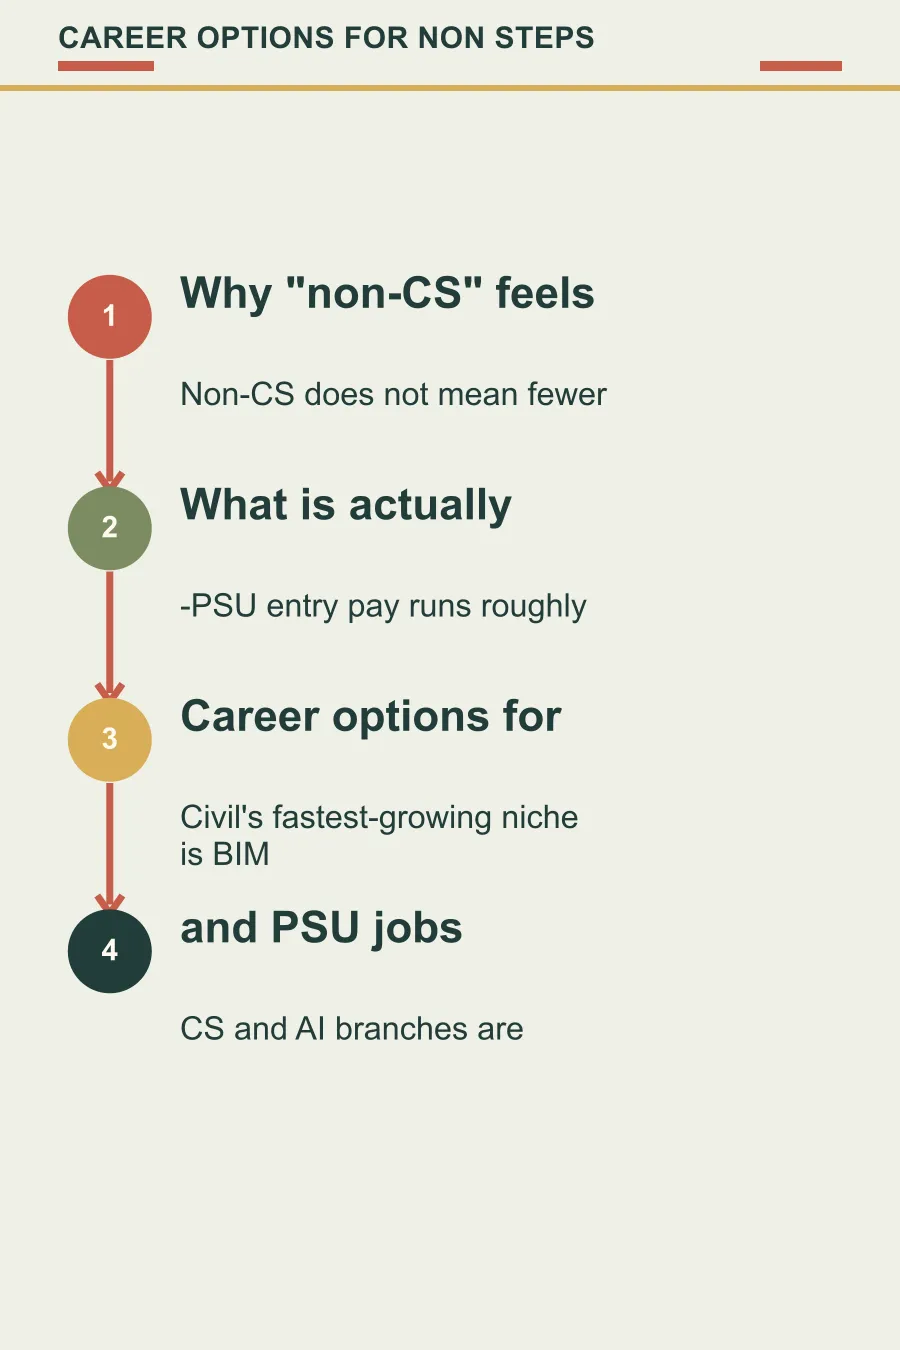 CAREER OPTIONS FOR NON STEPS
1
Why "non-CS" feels
Non-CS does not mean fewer
2
What is actually
-PSU entry pay runs roughly
3
Career options for
Civil's fastest-growing niche
is BIM
4
and PSU jobs
CS and AI branches are